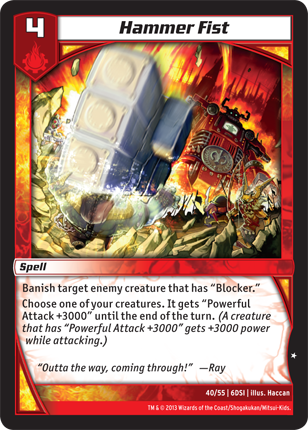 4
Hammer Fist
Spell
Banish target enemy creature that has "Blocker."
Choose one of your creatures. It gets "Powerful
Attack +3000" until the end of the turn. (A creature
that has "Powerful Attack +3000" gets +3000 power
while attacking.)
"Outta the way, coming through!" —Ray
40/55 | 6DSI | illus. Haccan
TM & © 2013 Wizards of the Coast/Shogakukan/Mitsui-Kids.